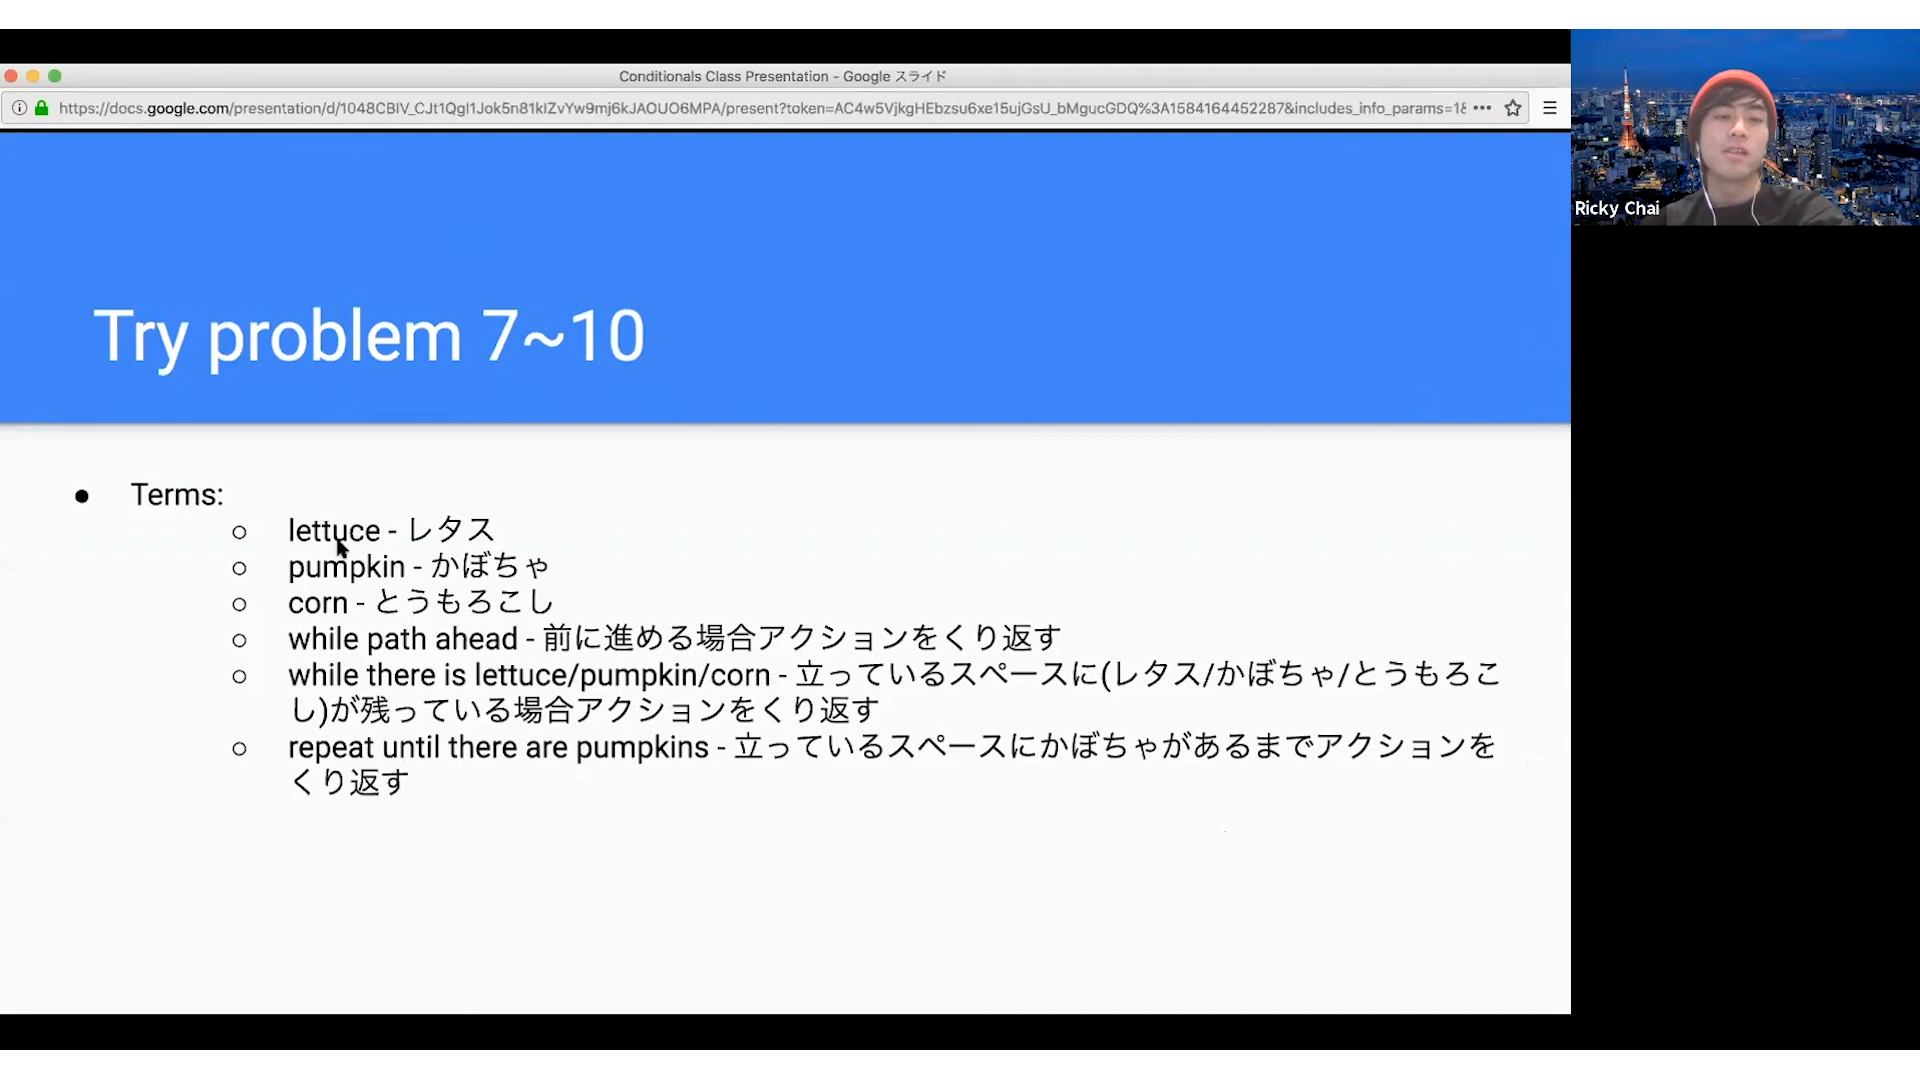 Conditionals Class Presentation - Google スライド
https://docs.google.com/presentation/d/1048CBIV_CJt1Qgl1Jok5n81kIZvYw9mj6kJAOUO6MPA/present?token=AC4w5VjkgHEbzsu6xe15ujGsU_bMgucGDQ%3A1584164452287&includes_info_params=1
Ricky Chai
Try problem 7~10
Terms:
lettuce - レタス
pumpkin - かぼちゃ
corn - とうもろこし
while path ahead - 前に進める場合アクションをくり返す
while there is lettuce/pumpkin/corn - 立っているスペースに(レタス/かぼちゃ/とうもろこ
し)が残っている場合アクションをくり返す
repeat until there are pumpkins - 立っているスペースにかぼちゃがあるまでアクションを
くり返す